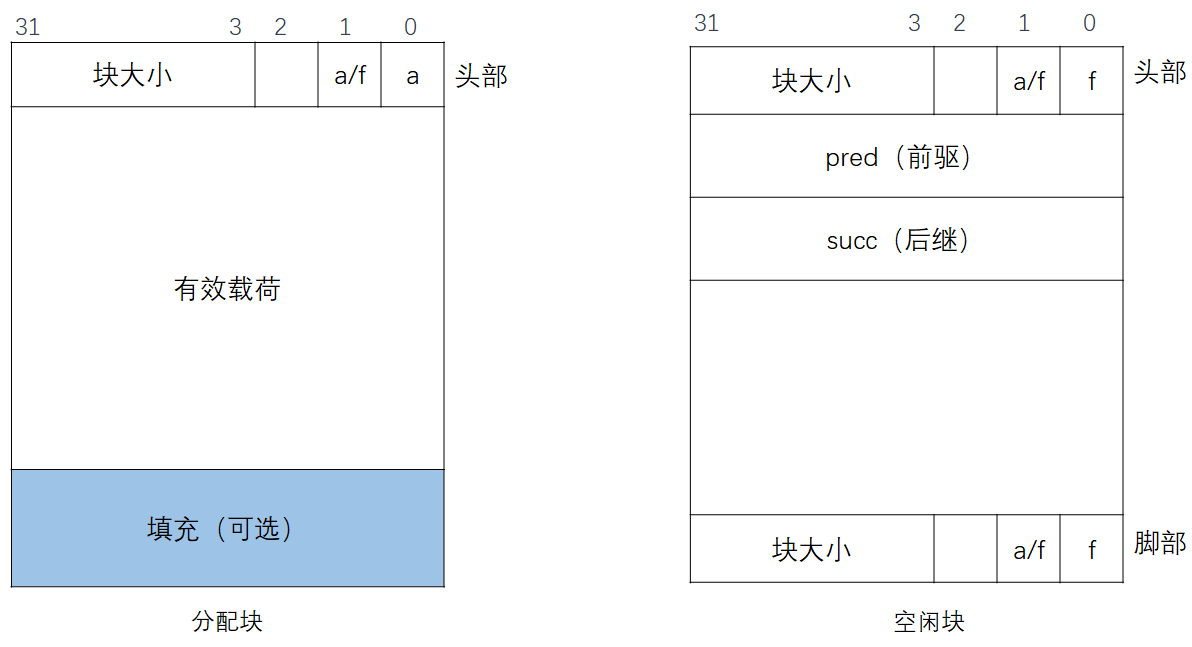 31 3 2 1 0
块大小 a/f a 头部
有效载荷
填充（可选）
分配块
31 3 2 1 0
块大小 a/f f 头部
pred（前驱）
succ（后继）
块大小 a/f f 脚部
空闲块